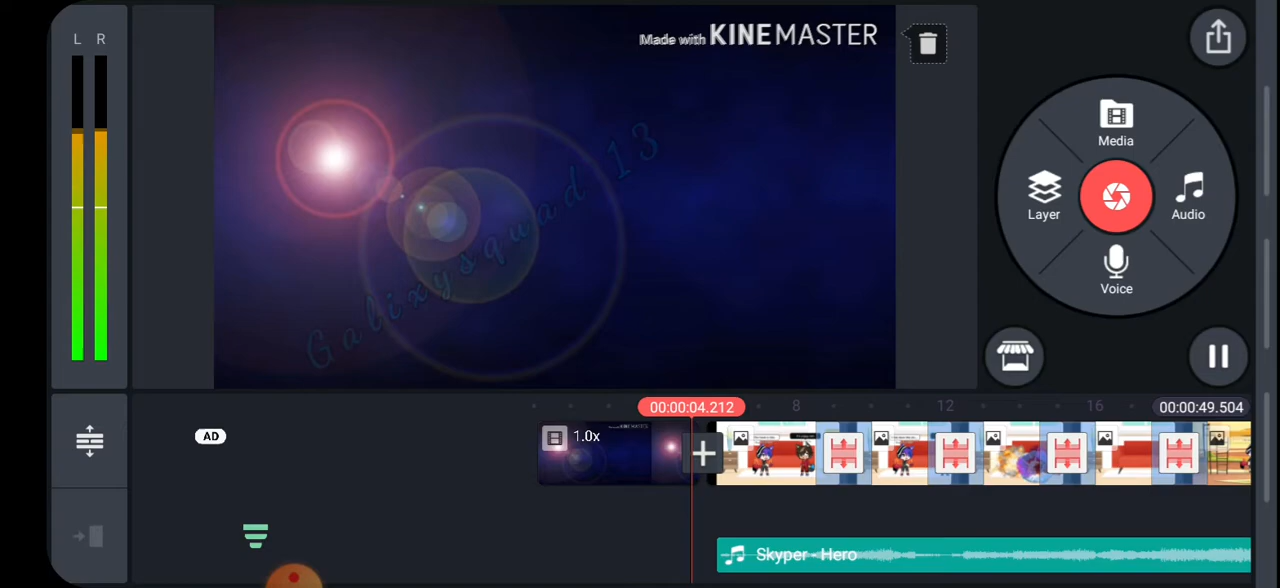 L R
Made with KINEMASTER
Galixysquad 13
Media
Layer
Audio
Voice
00:00:04.212
8
12
16
00:00:49.504
AD
1.0x
Skyper - Hero